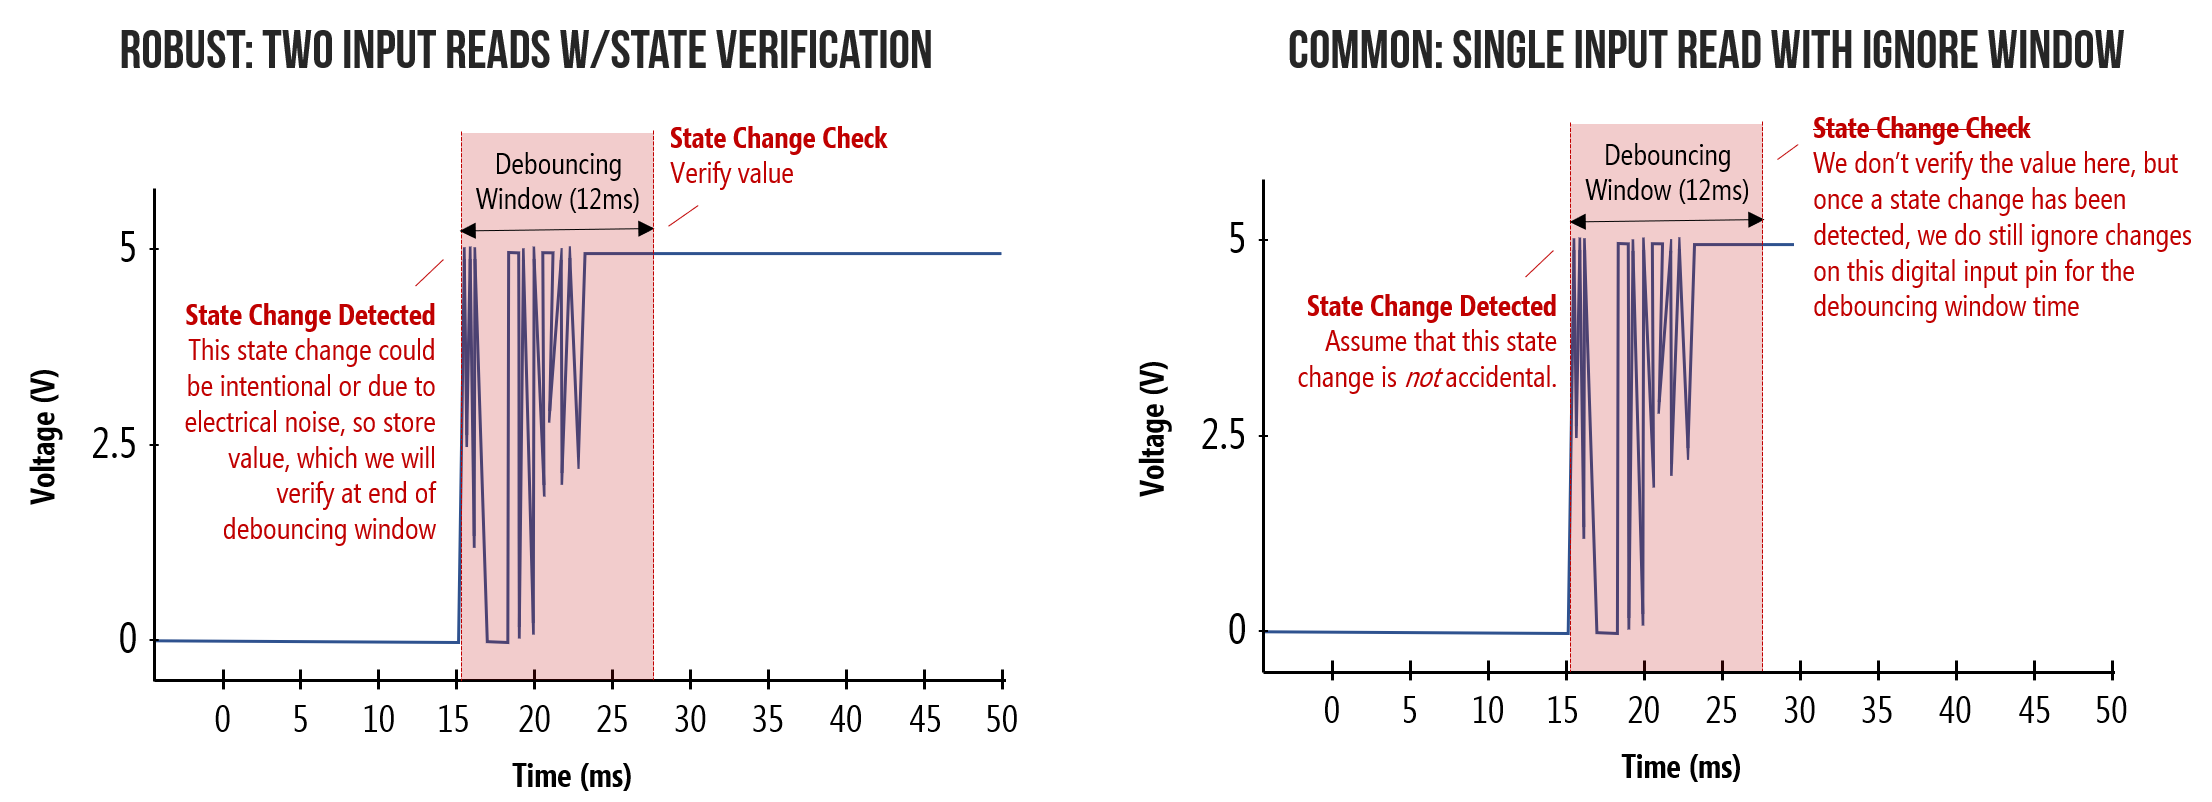 ROBUST: TWO INPUT READS W/STATE VERIFICATION
Debouncing
Window (12ms)
State Change Check
Verify value
State Change Detected
This state change could
be intentional or due to
electrical noise, so store
value, which we will
verify at end of
debouncing window
Voltage (V)
5
2.5
0
0 5 10 15 20 25 30 35 40 45 50
Time (ms)
COMMON: SINGLE INPUT READ WITH IGNORE WINDOW
Debouncing
Window (12ms)
State Change Check
We don’t verify the value here, but
once a state change has been
detected, we do still ignore changes
on this digital input pin for the
debouncing window time
State Change Detected
Assume that this state
change is not accidental.
Voltage (V)
5
2.5
0
0 5 10 15 20 25 30 35 40 45 50
Time (ms)